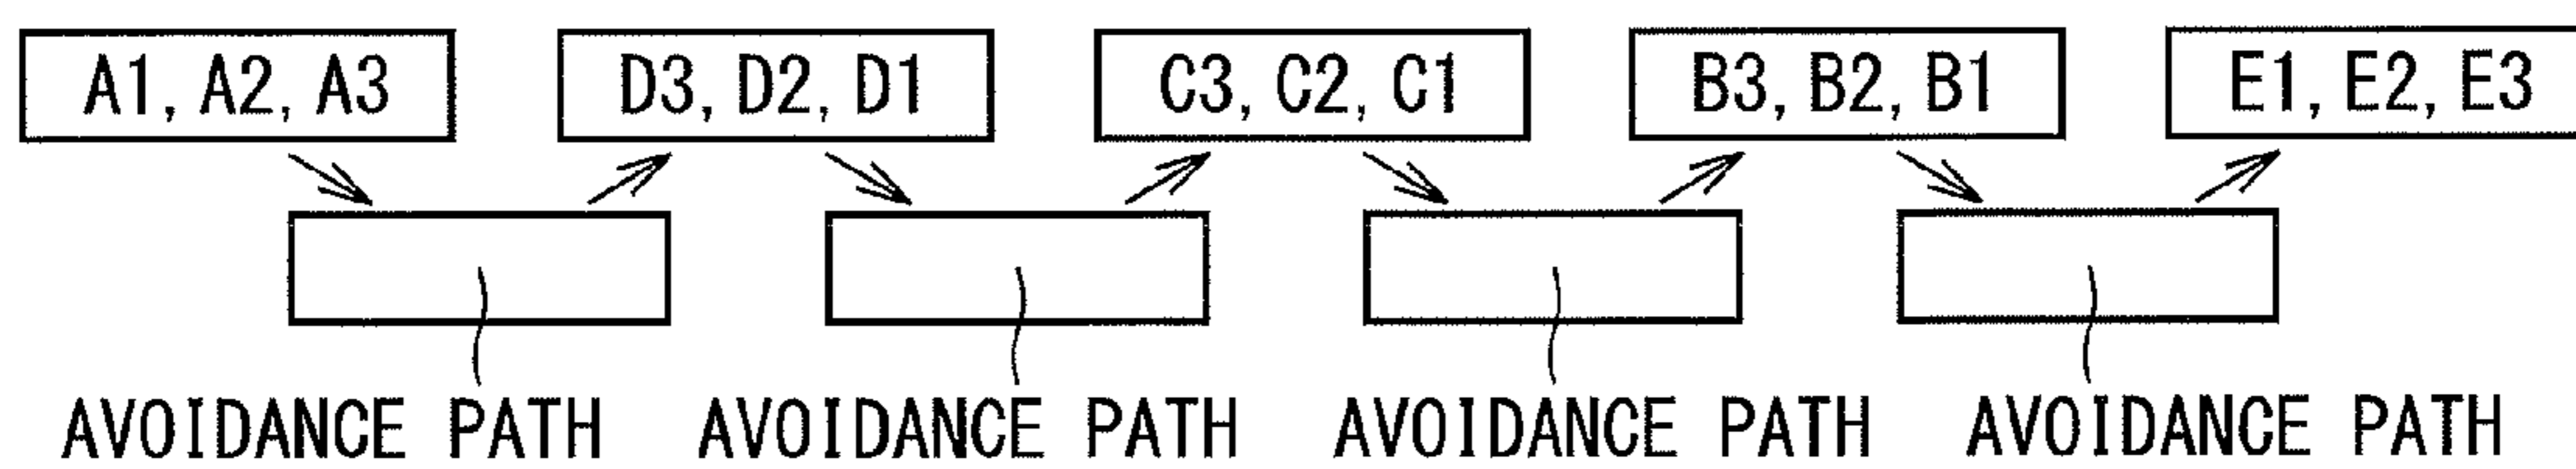 A1, A2, A3
D3, D2, D1
C3, C2, C1
B3, B2, B1
E1, E2, E3
AVOIDANCE PATH
AVOIDANCE PATH
AVOIDANCE PATH
AVOIDANCE PATH